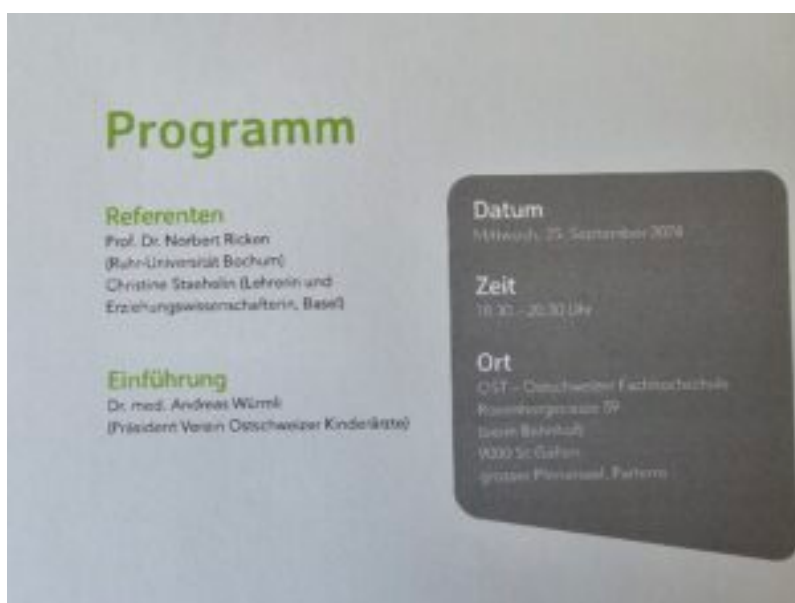 Programm
Referenten
Prof. Dr. Norbert Ricken
(Ruhr-Universität Bochum)
Christine Staehelin (Lehrerin und
Erziehungswissenschafterin, Basel)
Einführung
Dr. med. Andreas Würmli
(Präsident Verein Ostschweizer Kinderärzte)
Datum
Mittwoch, 25. September 2024
Zeit
18.30 - 20.30 Uhr
Ort
OST – Ostschweizer Fachhochschule
Rosenbergstrasse 59
(beim Bahnhof)
9000 St.Gallen
grosser Plenarsaal, Parterre